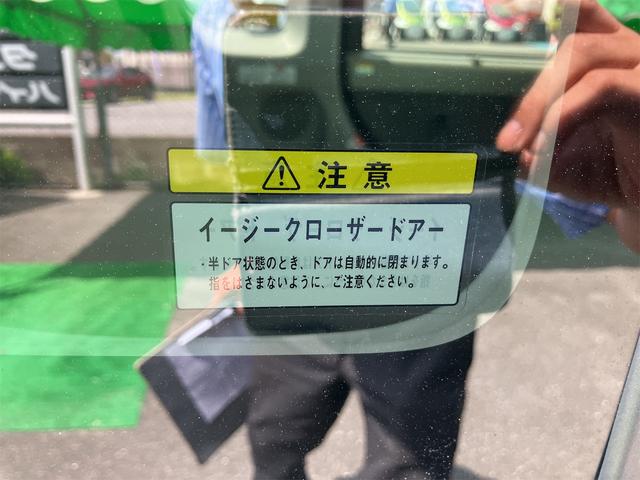 注意
イージークローザードアー
・半ドア状態のとき、ドアは自動的に閉まります。
指をはさまないように、ご注意ください。